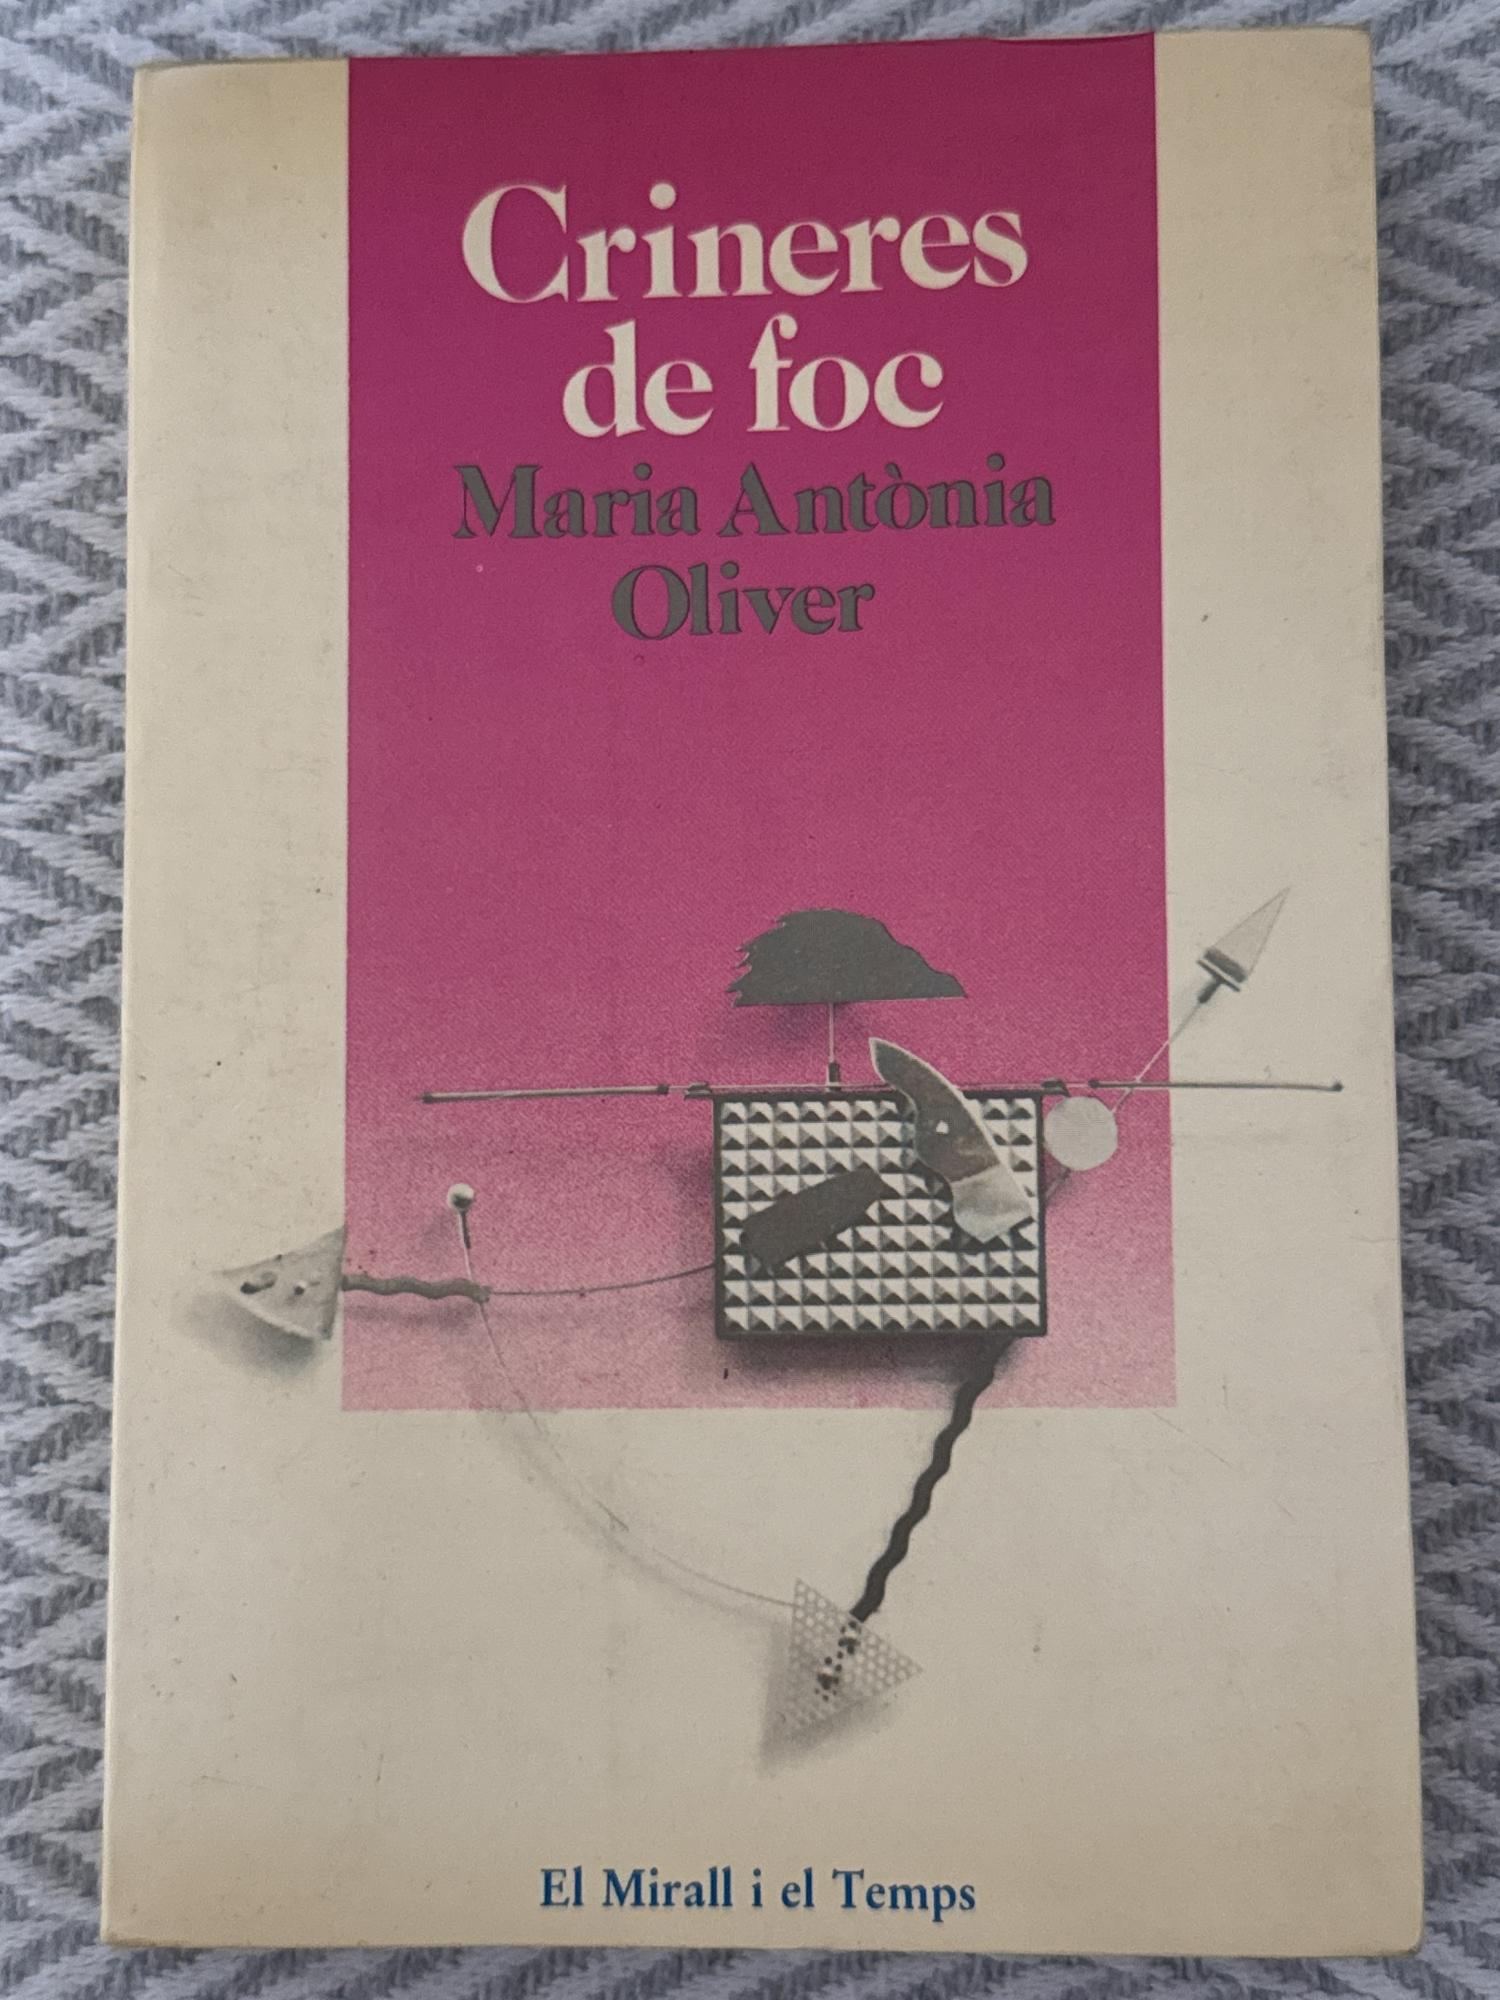 Crineres
de foc
Maria Antònia
Oliver
El Mirall i el Temps